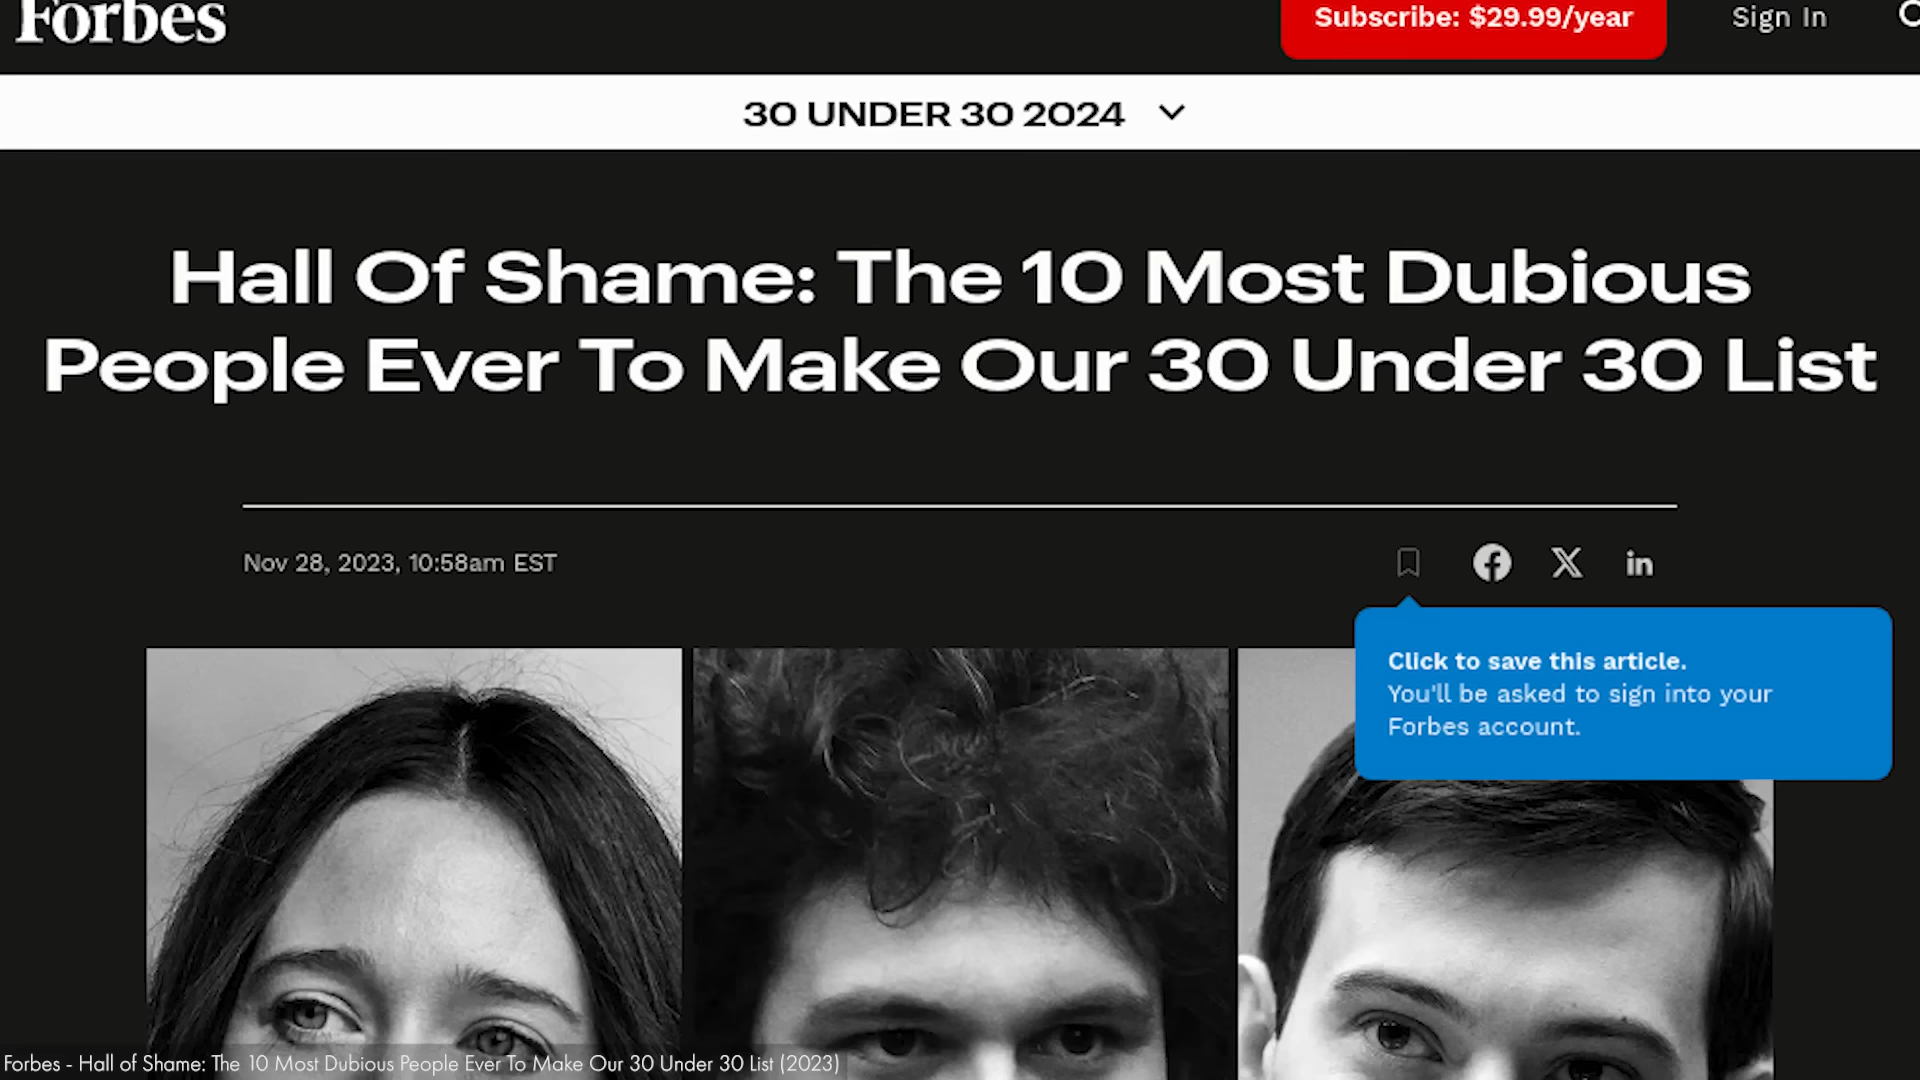 Forbes
Subscribe: $29.99/year
Sign In
30 UNDER 30 2024
Hall Of Shame: The 10 Most Dubious
People Ever To Make Our 30 Under 30 List
Nov 28, 2023, 10:58am EST
Click to save this article.
You'll be asked to sign into your
Forbes account.
Forbes - Hall of Shame: The 10 Most Dubious People Ever To Make Our 30 Under 30 List (2023)